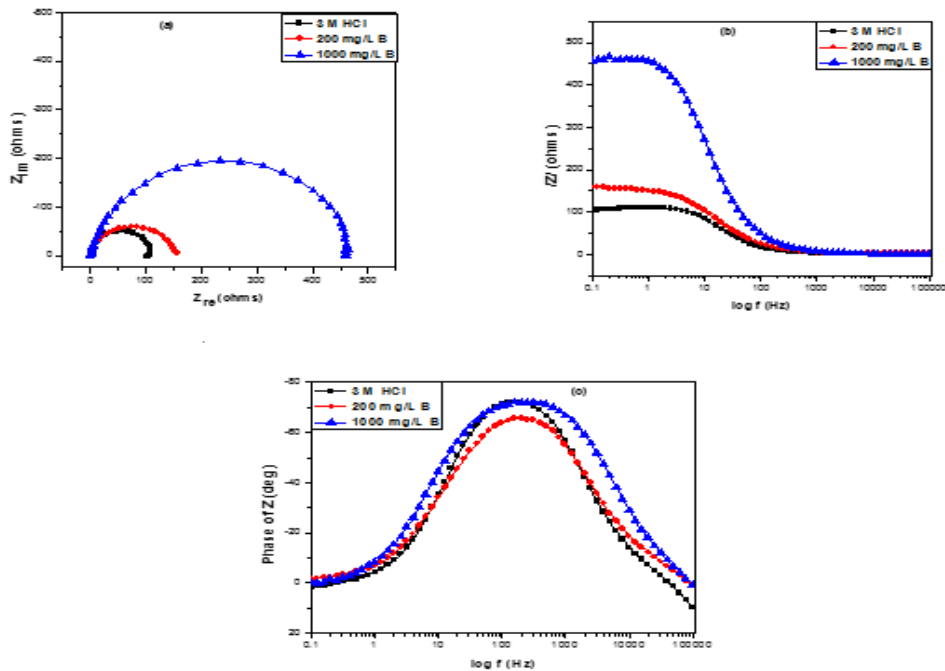 (a)
3 M HCl
200 mg/L B
1000 mg/L B
Z_im (ohms)
-500
-400
-300
-200
-100
0
0 100 200 300 400 500
Z_re (ohms)
(b)
3 M HCl
200 mg/L B
1000 mg/L B
/Z/ (ohms)
500
400
300
200
100
0
0.1 1 10 100 1000 10000 100000
log f (Hz)
(c)
3 M HCl
200 mg/L B
1000 mg/L B
Phase of Z (deg)
-80
-60
-40
-20
0
20
0.1 1 10 100 1000 10000 100000
log f (Hz)